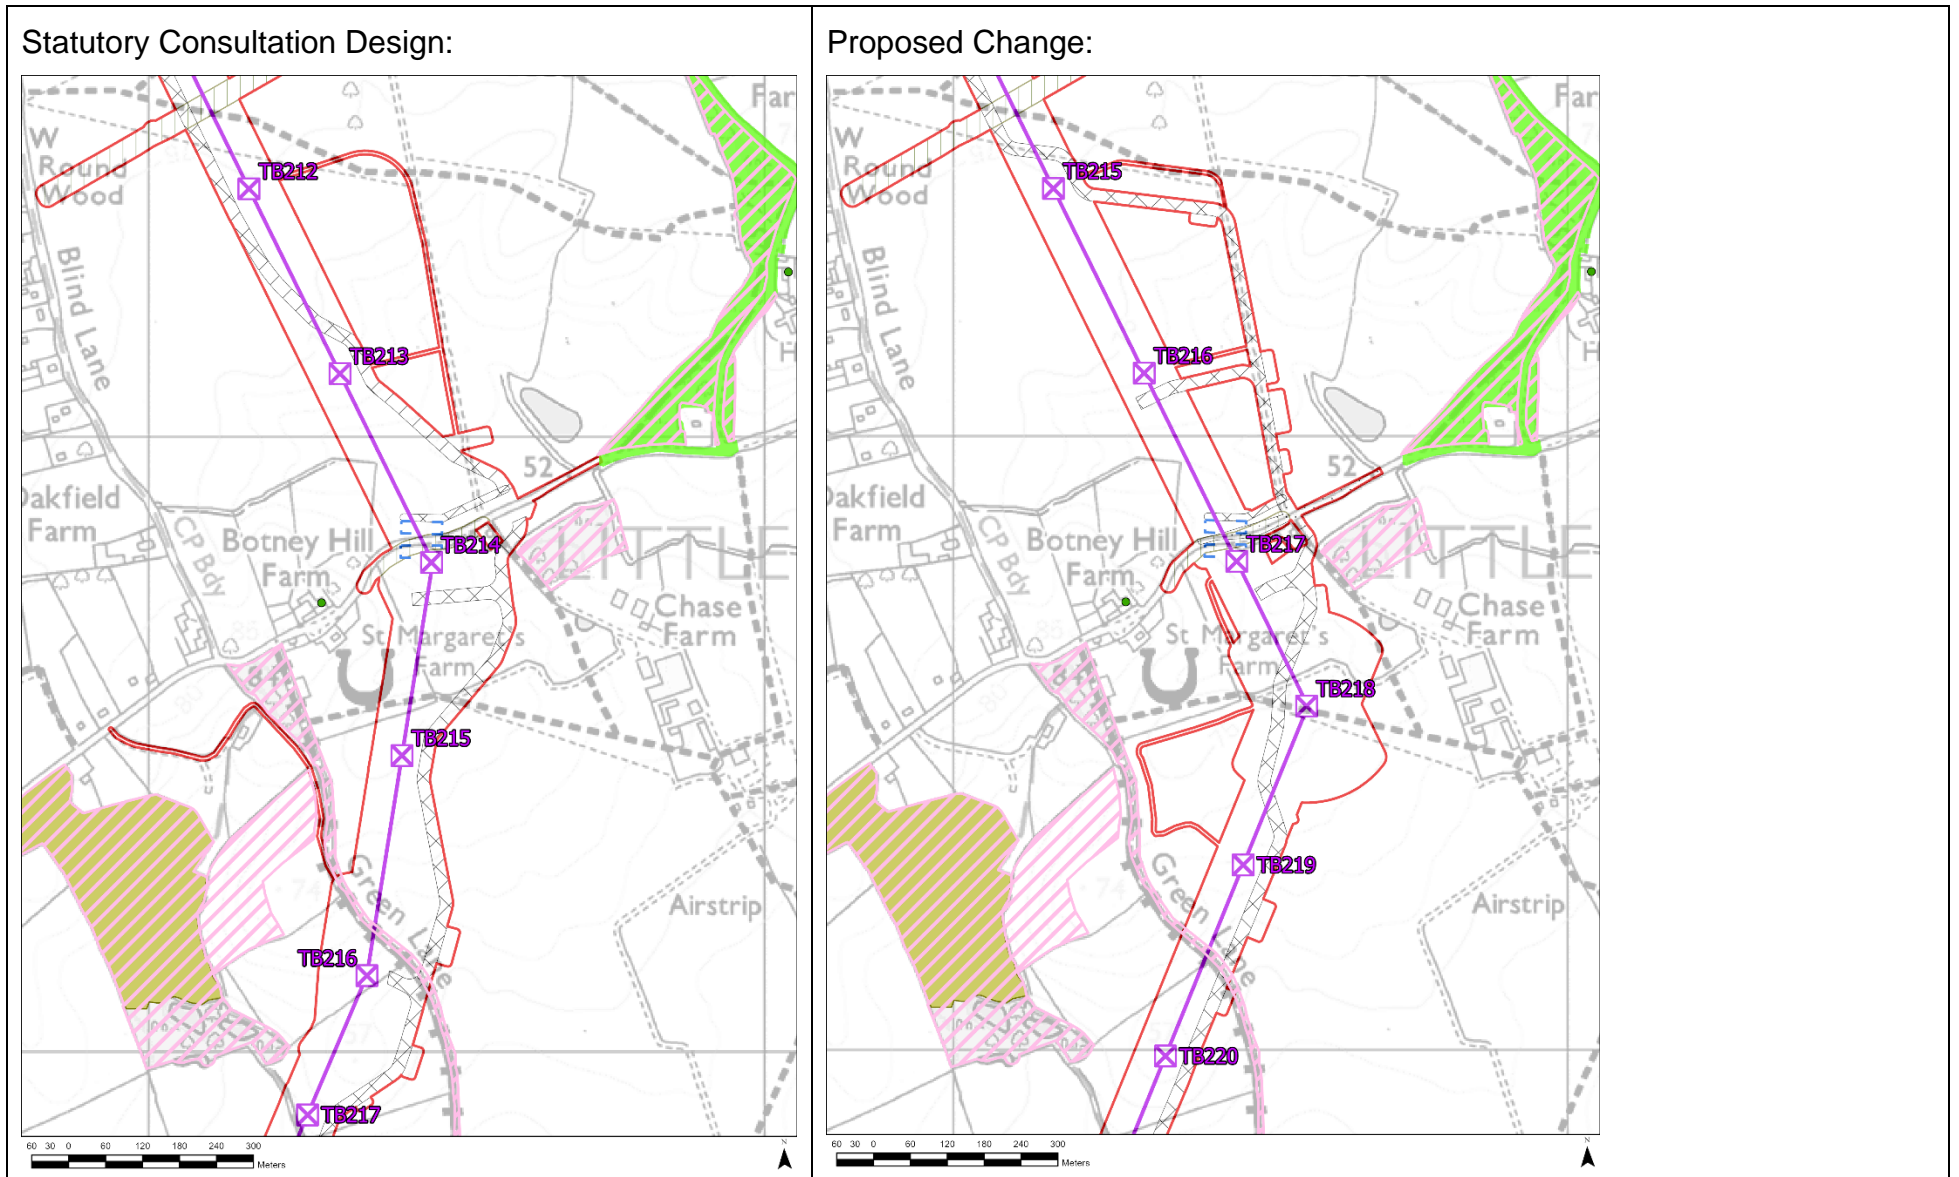 Statutory Consultation Design:
Far
W
Round
Wood
TB212
Blind Lane
TB213
52
Oakfield
Farm
CP Bdy
Botney Hill
Farm
TB214
LITTLE
Chase
Farm
St Margaret's
Farm
TB215
Green Lane
74
Airstrip
TB216
TB217
60 30 0 60 120 180 240 300
Meters
N
Proposed Change:
Far
W
Round
Wood
TB215
Blind Lane
TB216
52
Oakfield
Farm
CP Bdy
Botney Hill
Farm
TB217
LITTLE
Chase
Farm
St Margaret's
Farm
TB218
TB219
Green Lane
74
Airstrip
TB220
60 30 0 60 120 180 240 300
Meters
N